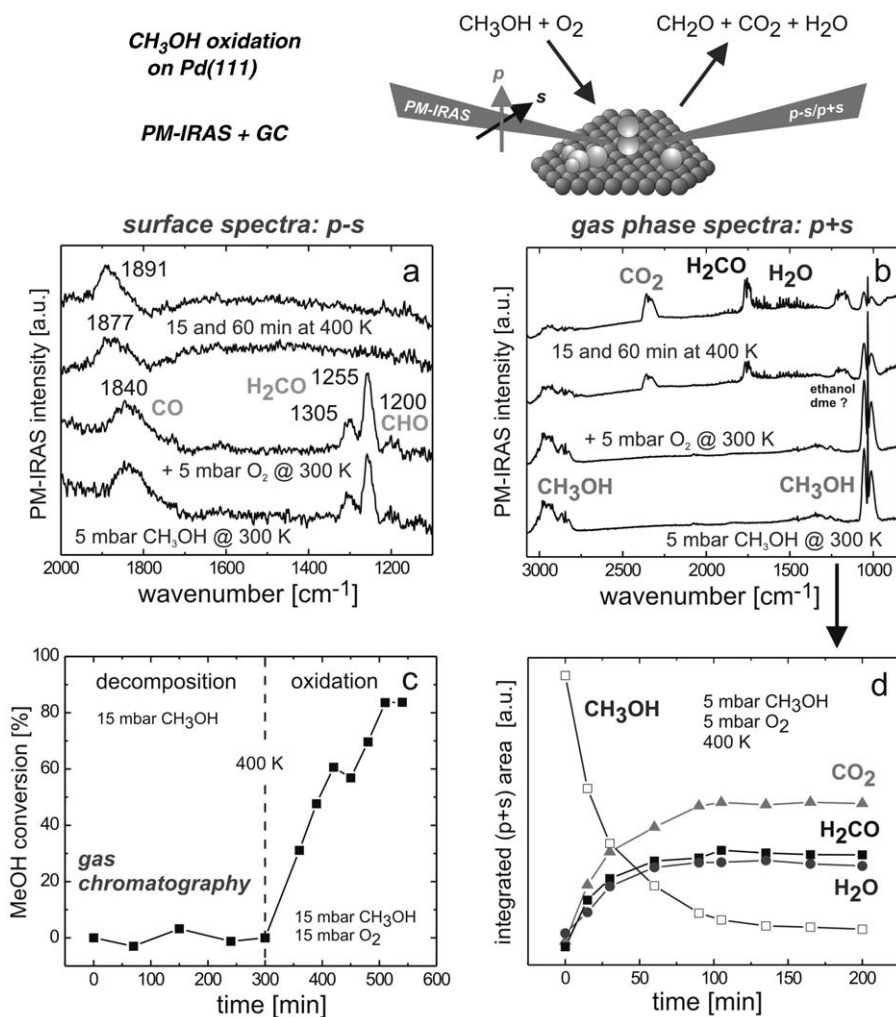 CH₃OH oxidation
on Pd(111)
PM-IRAS + GC
CH₃OH + O₂
CH₂O + CO₂ + H₂O
p
s
PM-IRAS
p-s/p+s
surface spectra: p-s
PM-IRAS intensity [a.u.]
a
1891
15 and 60 min at 400 K
1877
1840
CO
H₂CO
1255
1305
1200
CHO
+ 5 mbar O₂ @ 300 K
5 mbar CH₃OH @ 300 K
2000 1800 1600 1400 1200
wavenumber [cm⁻¹]
gas phase spectra: p+s
PM-IRAS intensity [a.u.]
b
CO₂
H₂CO
H₂O
15 and 60 min at 400 K
ethanol
dme ?
+ 5 mbar O₂ @ 300 K
CH₃OH
CH₃OH
5 mbar CH₃OH @ 300 K
3000 2500 2000 1500 1000
wavenumber [cm⁻¹]
MeOH conversion [%]
100
80
60
40
20
0
decomposition
oxidation
c
15 mbar CH₃OH
400 K
gas
chromatography
15 mbar CH₃OH
15 mbar O₂
0 100 200 300 400 500 600
time [min]
integrated (p+s) area [a.u.]
d
CH₃OH
5 mbar CH₃OH
5 mbar O₂
400 K
CO₂
H₂CO
H₂O
0 50 100 150 200
time [min]